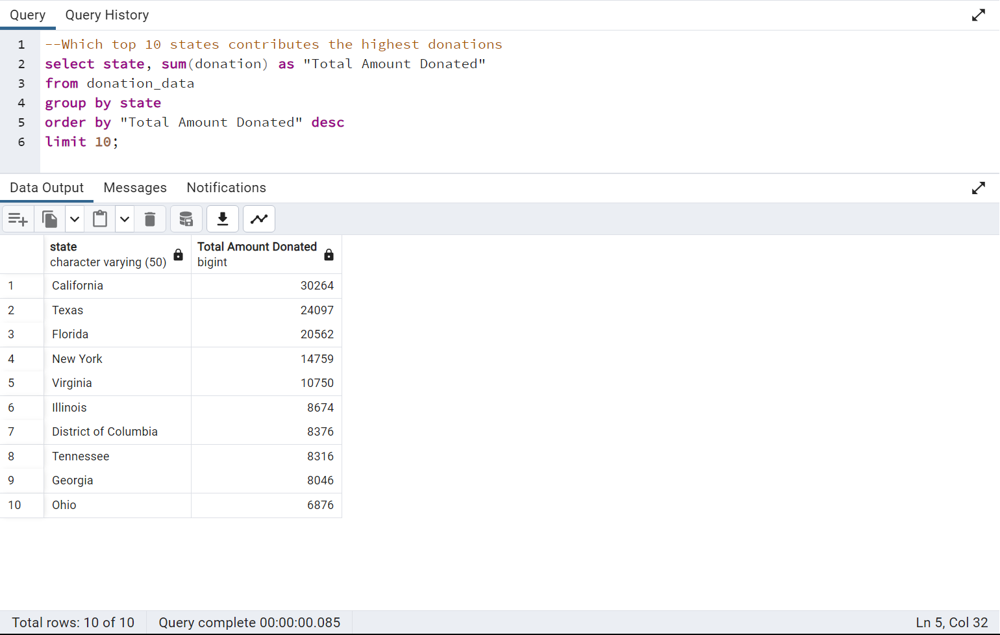 Query Query History
1 --Which top 10 states contributes the highest donations
2 select state, sum(donation) as "Total Amount Donated"
3 from donation_data
4 group by state
5 order by "Total Amount Donated" desc
6 limit 10;
Data Output Messages Notifications
state Total Amount Donated
character varying (50) bigint
1 California 30264
2 Texas 24097
3 Florida 20562
4 New York 14759
5 Virginia 10750
6 Illinois 8674
7 District of Columbia 8376
8 Tennessee 8316
9 Georgia 8046
10 Ohio 6876
Total rows: 10 of 10 Query complete 00:00:00.085 Ln 5, Col 32